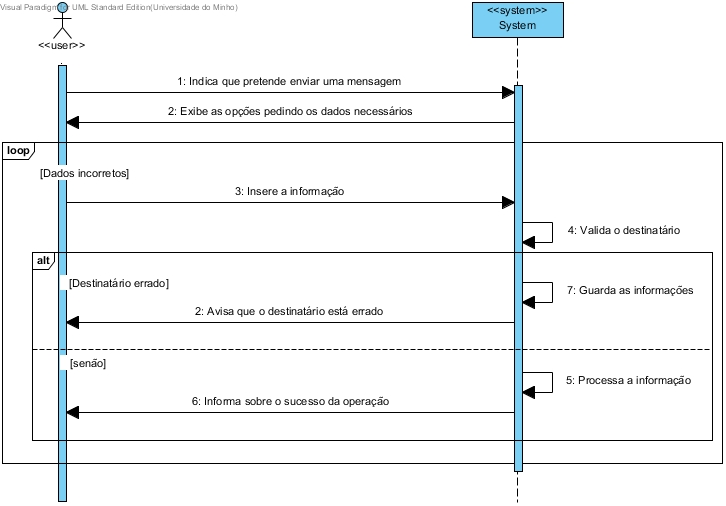 Visual Paradigm for UML Standard Edition(Universidade do Minho)
<<user>>
<<system>>
System
1: Indica que pretende enviar uma mensagem
2: Exibe as opções pedindo os dados necessários
loop
[Dados incorretos]
3: Insere a informação
4: Valida o destinatário
alt
[Destinatário errado]
7: Guarda as informações
2: Avisa que o destinatário está errado
[senão]
5: Processa a informação
6: Informa sobre o sucesso da operação